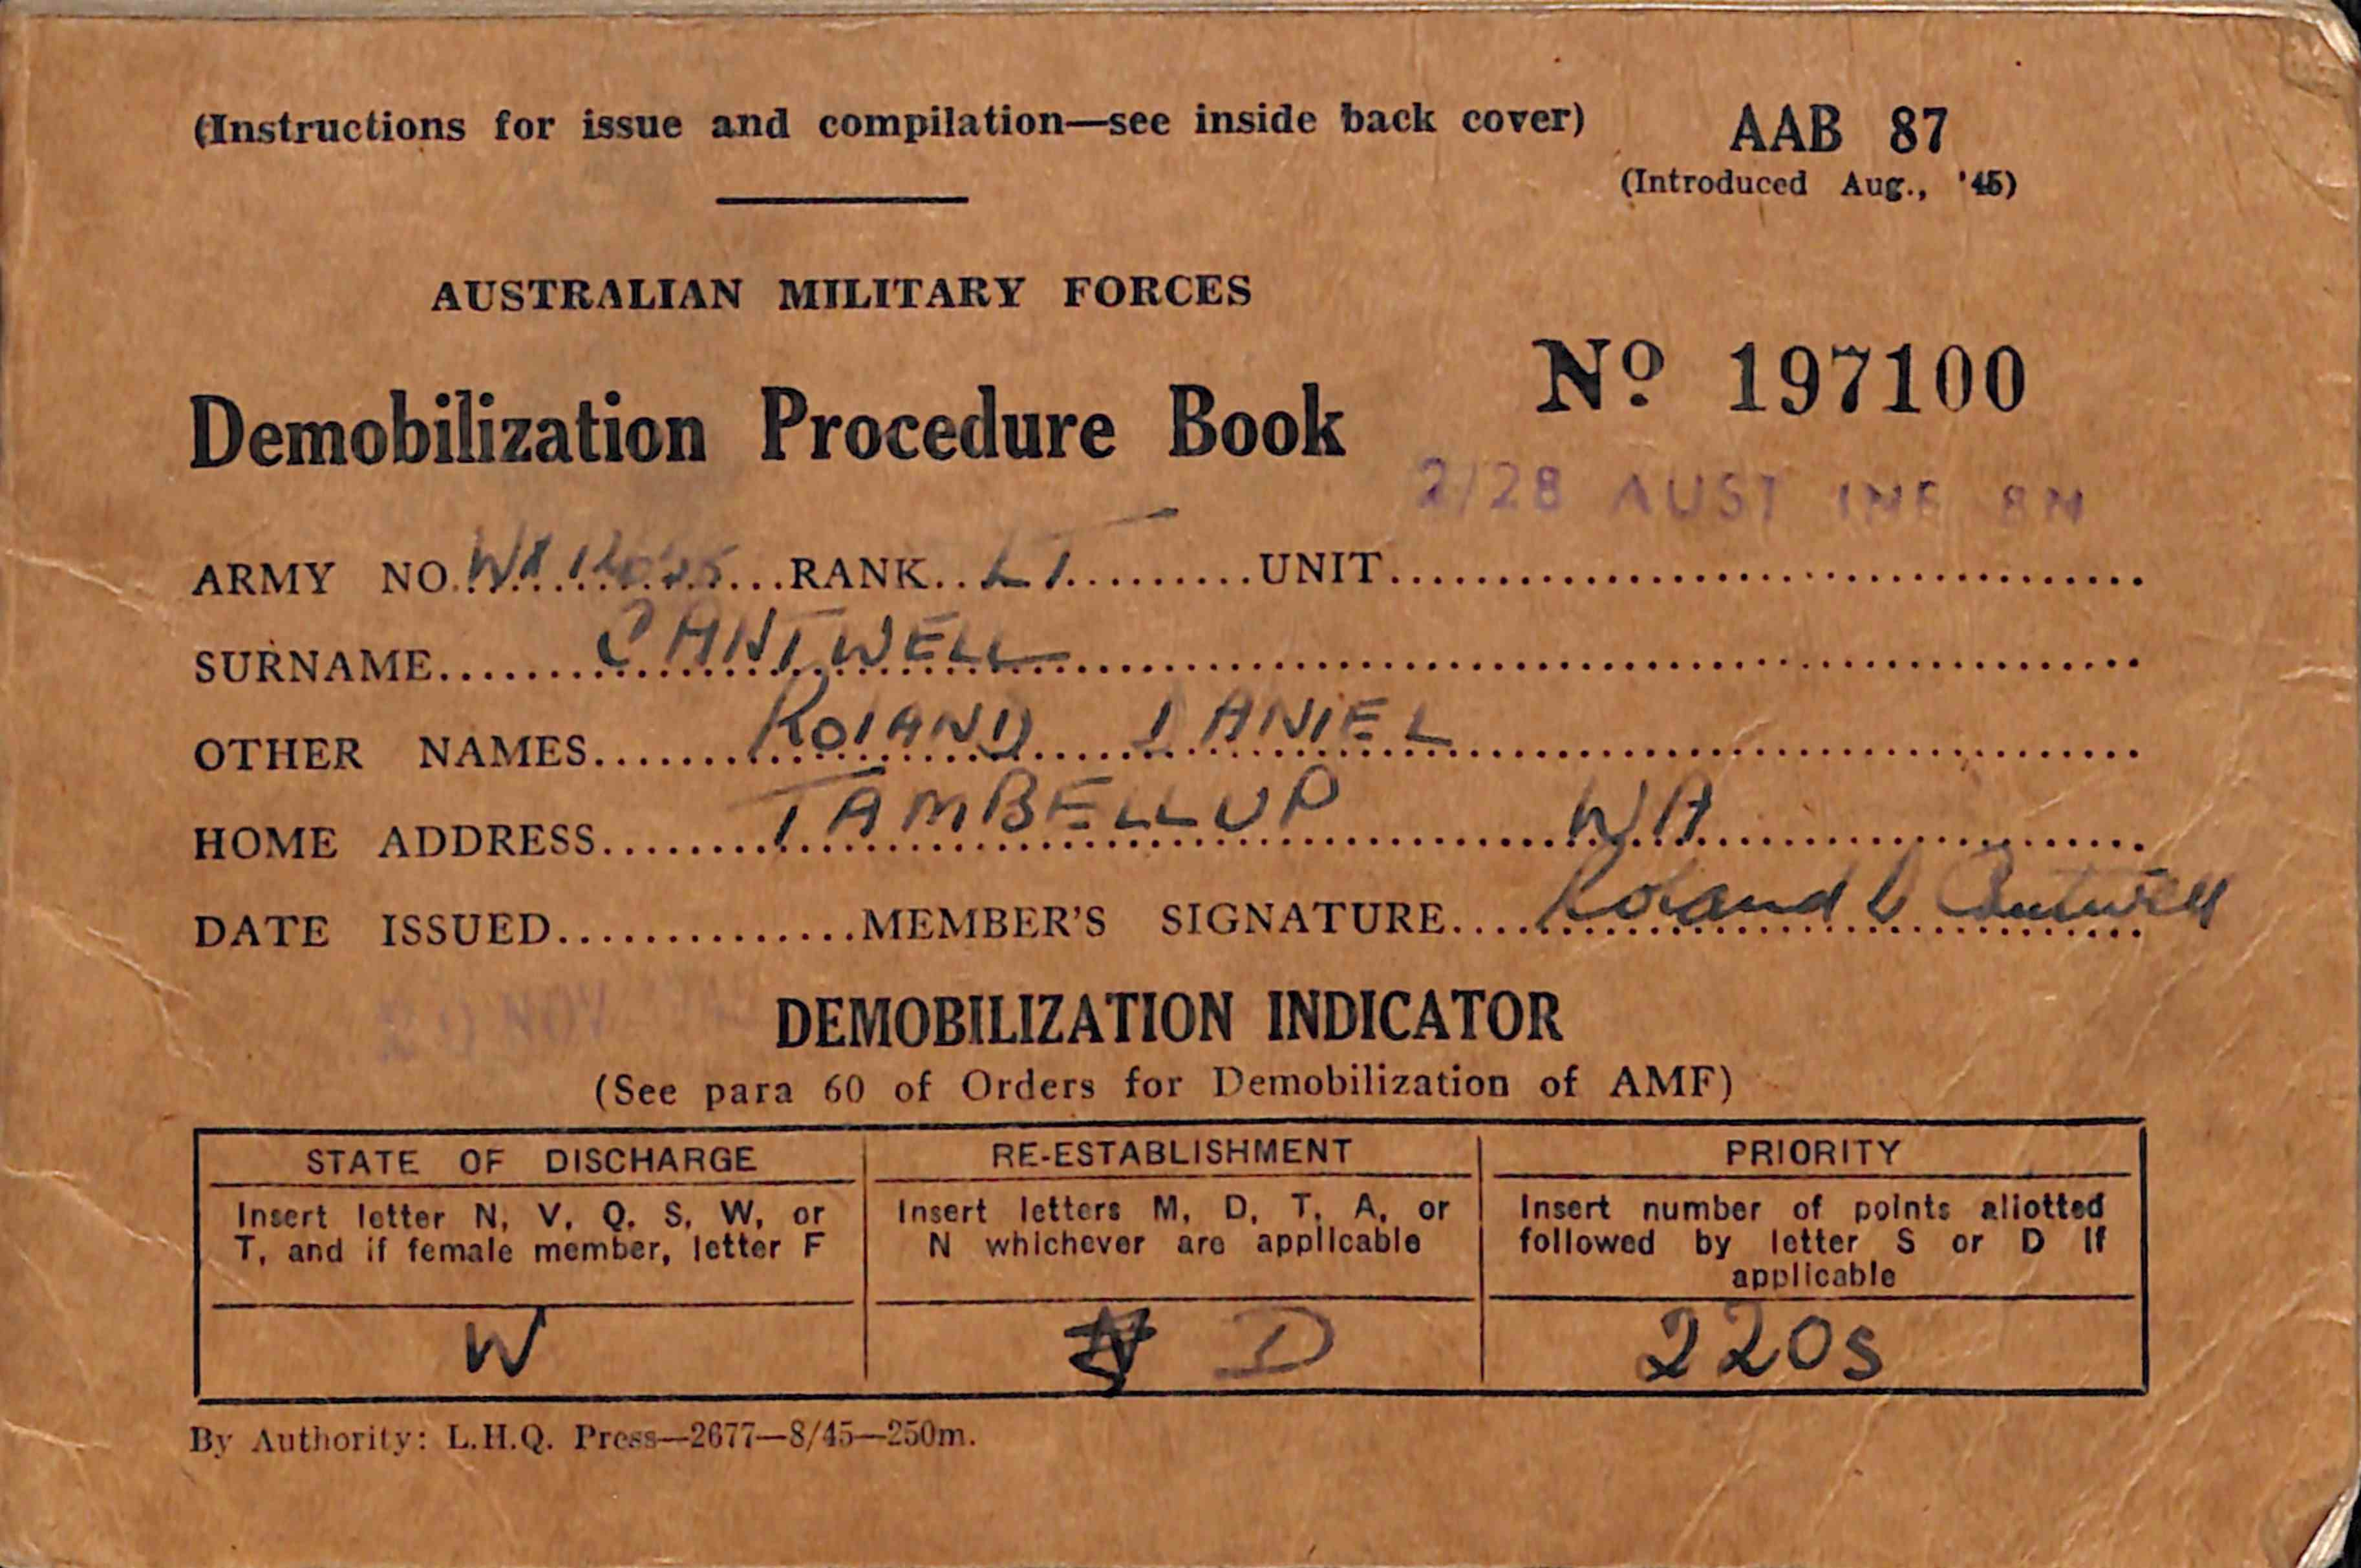 (Instructions for issue and compilation—see inside back cover) AAB 87
(Introduced Aug., '45)
AUSTRALIAN MILITARY FORCES
Demobilization Procedure Book Nº 197100
2/28 AUST INF BN
ARMY NO. RANK LT UNIT
SURNAME CANTWELL
OTHER NAMES ROLAND DANIEL
HOME ADDRESS TAMBELLUP WA
DATE ISSUED MEMBER'S SIGNATURE Roland D Cantwell
20 NOV
DEMOBILIZATION INDICATOR
(See para 60 of Orders for Demobilization of AMF)
STATE OF DISCHARGE RE-ESTABLISHMENT PRIORITY
Insert letter N, V, Q, S, W, or Insert letters M, D, T, A, or Insert number of points allotted
T, and if female member, letter F N whichever are applicable followed by letter S or D if
applicable
W D 220s
By Authority: L.H.Q. Press—2677—8/45—250m.